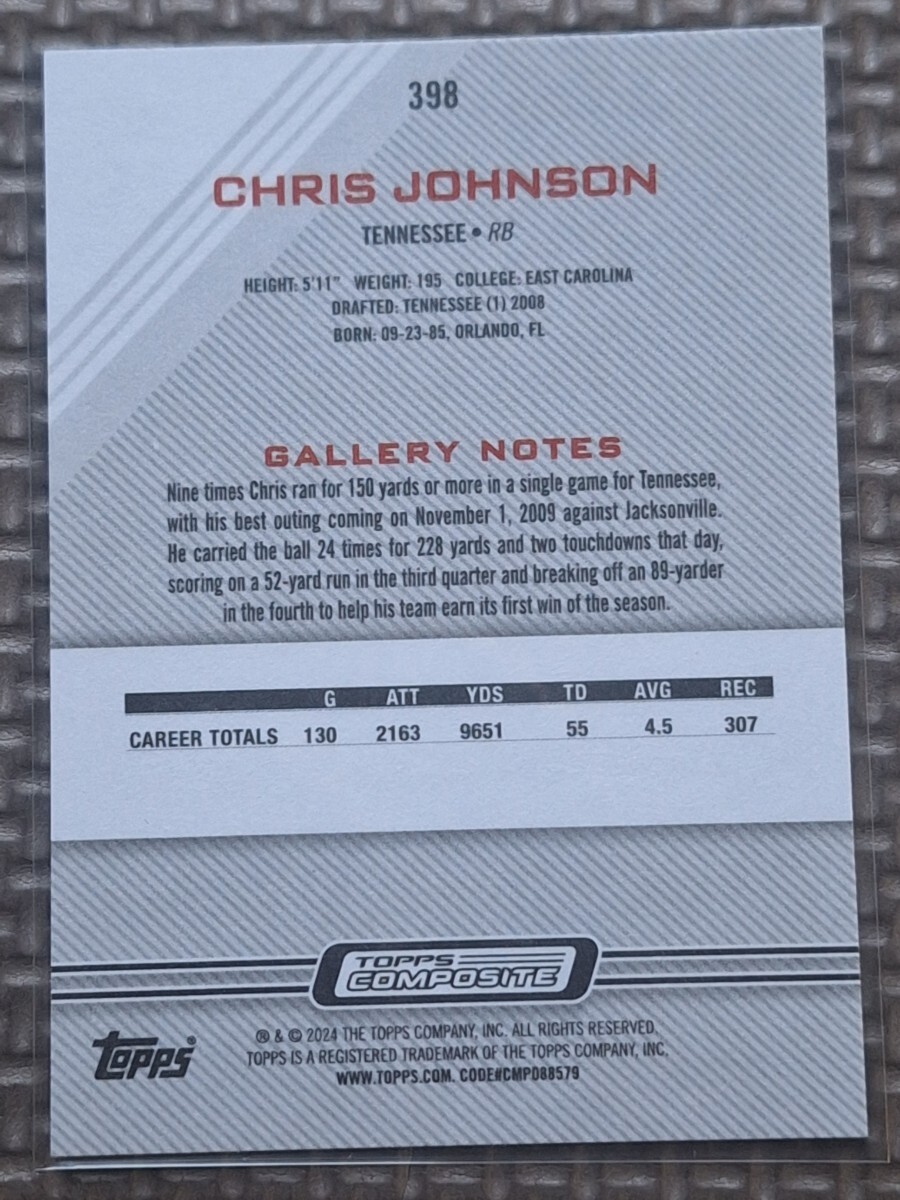 398
CHRIS JOHNSON
TENNESSEE • RB
HEIGHT: 5'11" WEIGHT: 195 COLLEGE: EAST CAROLINA
DRAFTED: TENNESSEE (1) 2008
BORN: 09-23-85, ORLANDO, FL
GALLERY NOTES
Nine times Chris ran for 150 yards or more in a single game for Tennessee,
with his best outing coming on November 1, 2009 against Jacksonville.
He carried the ball 24 times for 228 yards and two touchdowns that day,
scoring on a 52-yard run in the third quarter and breaking off an 89-yarder
in the fourth to help his team earn its first win of the season.
G ATT YDS TD AVG REC
CAREER TOTALS 130 2163 9651 55 4.5 307
TOPPS
COMPOSITE
topps
® & © 2024 THE TOPPS COMPANY, INC. ALL RIGHTS RESERVED.
TOPPS IS A REGISTERED TRADEMARK OF THE TOPPS COMPANY, INC.
WWW.TOPPS.COM. CODE#CMP088579